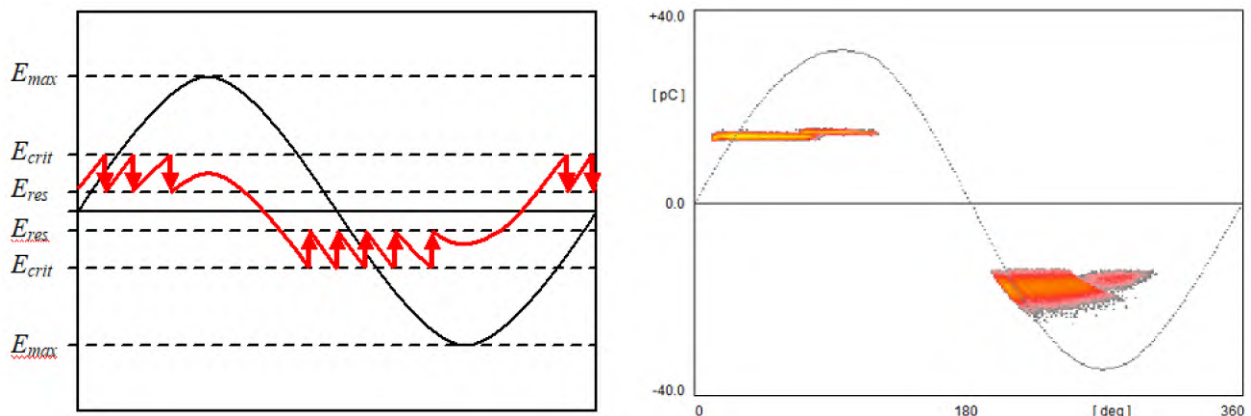 E_max
E_crit
E_res
E_res
E_crit
E_max
+40.0
[ pC]
0.0
-40.0
0
180
[ deg]
360